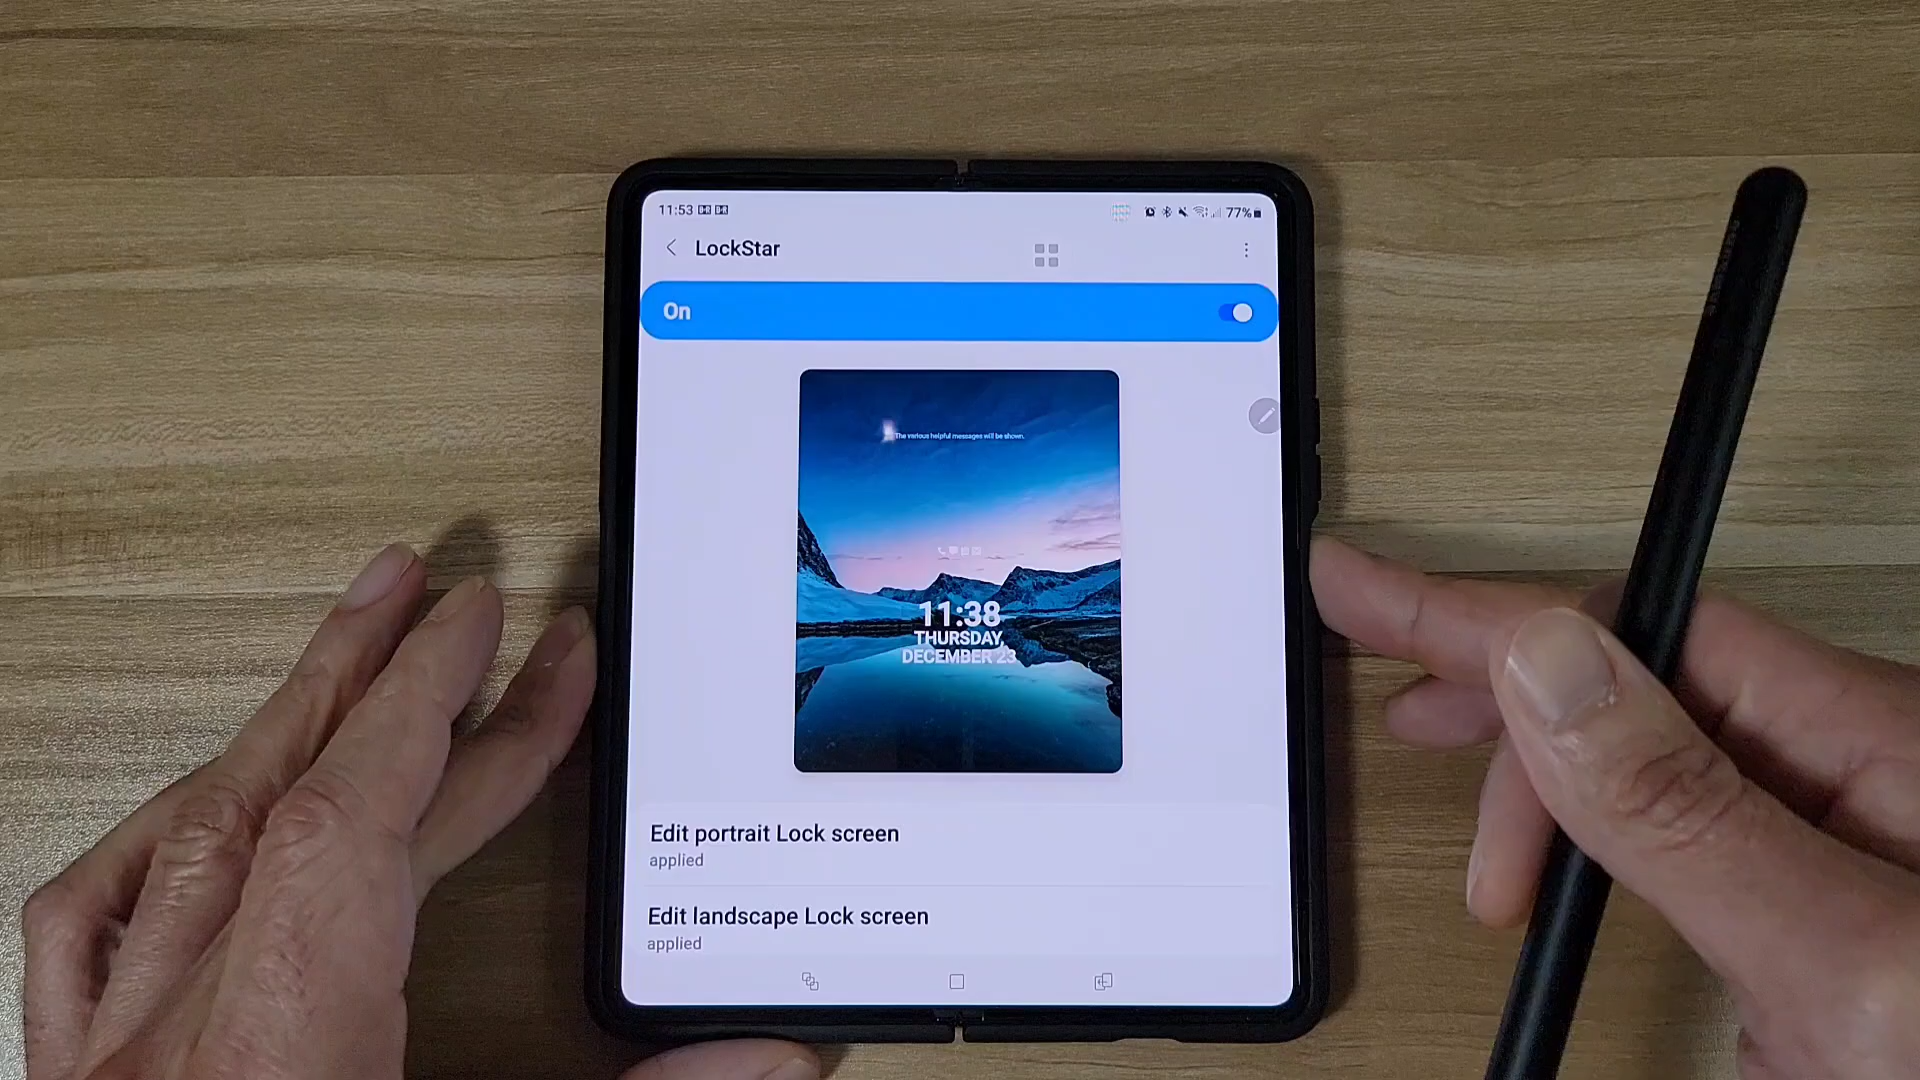 11:53
77%
LockStar
On
The various helpful messages will be shown.
11:38
THURSDAY,
DECEMBER 23
Edit portrait Lock screen
applied
Edit landscape Lock screen
applied